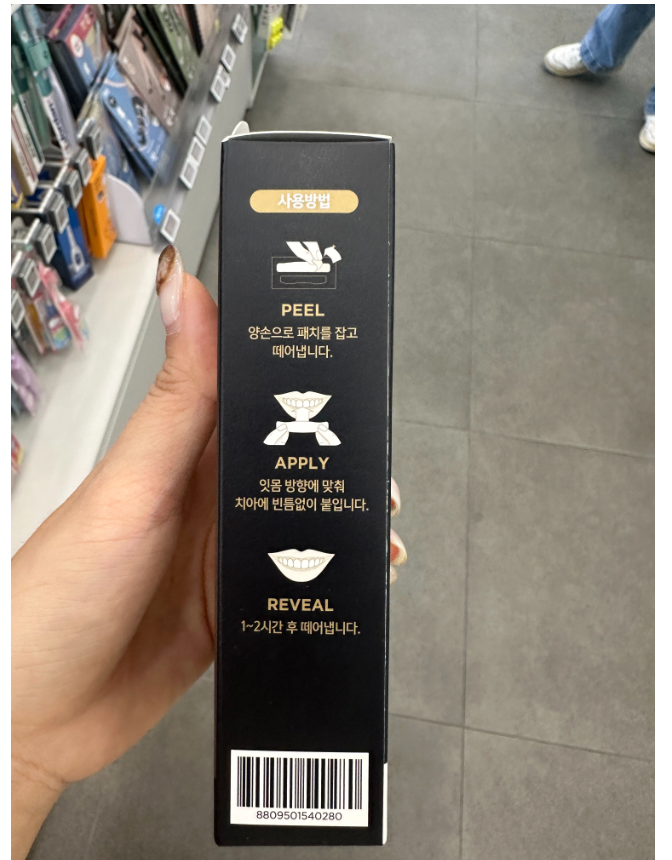 사용방법
PEEL
양손으로 패치를 잡고
떼어냅니다.
APPLY
잇몸 방향에 맞춰
치아에 빈틈없이 붙입니다.
REVEAL
1~2시간 후 떼어냅니다.
8809501540280